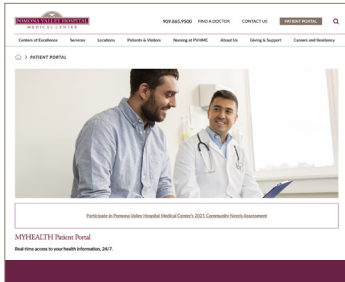 POMONA VALLEY HOSPITAL
MEDICAL CENTER
909.865.9500 FIND A DOCTOR CONTACT US PATIENT PORTAL
Centers of Excellence Services Locations Patients & Visitors Nursing at PVHMC About Us Giving & Support Careers and Residency
> PATIENT PORTAL
Participate in Pomona Valley Hospital Medical Center's 2021 Community Needs Assessment
MYHEALTH Patient Portal
Real-time access to your health information, 24/7.